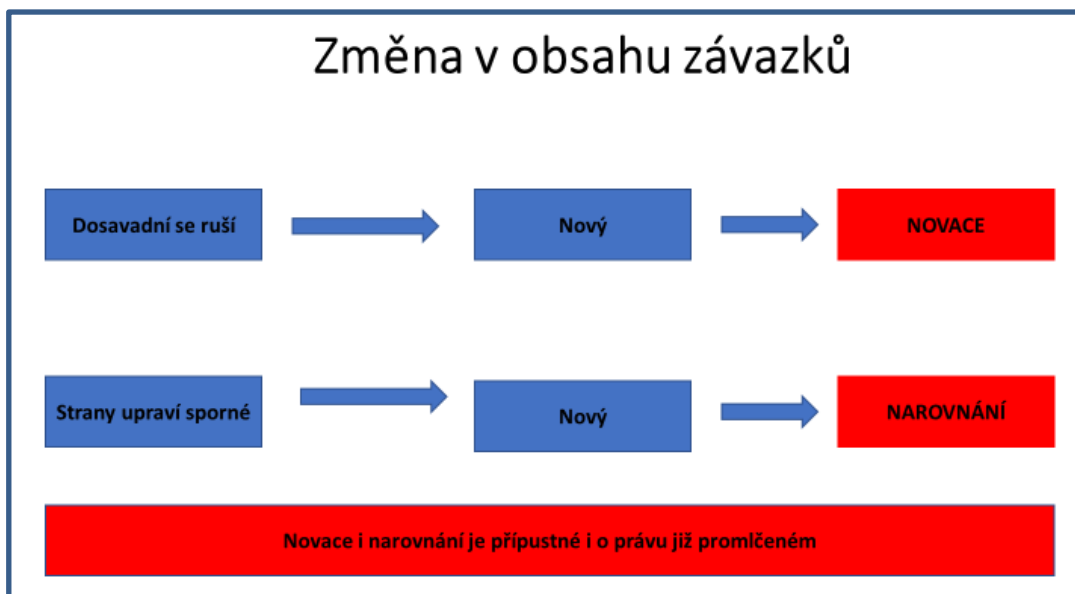 Změna v obsahu závazků
Dosavadní se ruší
Nový
NOVACE
Strany upraví sporné
Nový
NAROVNÁNÍ
Novace i narovnání je přípustné i o právu již promlčeném